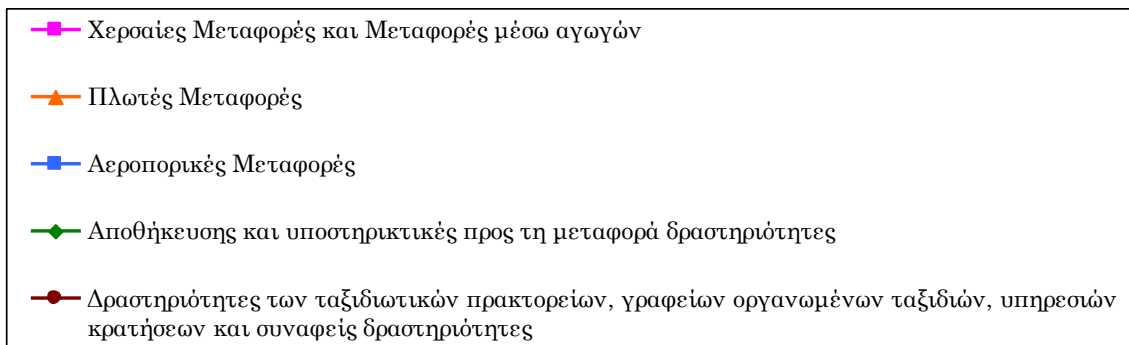 Χερσαίες Μεταφορές και Μεταφορές μέσω αγωγών
Πλωτές Μεταφορές
Αεροπορικές Μεταφορές
Αποθήκευσης και υποστηρικτικές προς τη μεταφορά δραστηριότητες
Δραστηριότητες των ταξιδιωτικών πρακτορείων, γραφείων οργανωμένων ταξιδιών, υπηρεσιών
κρατήσεων και συναφείς δραστηριότητες